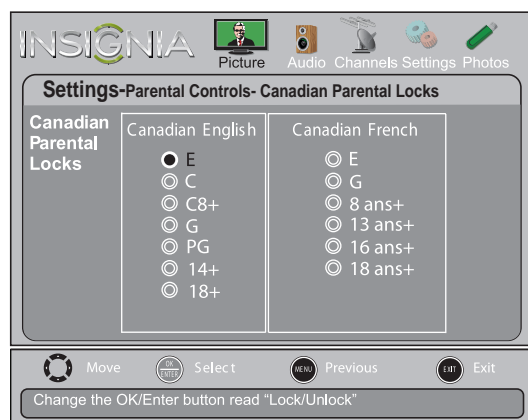 INSIGNIA
Picture Audio Channels Settings Photos
Settings-Parental Controls- Canadian Parental Locks
Canadian Parental Locks
Canadian English
E
C
C8+
G
PG
14+
18+
Canadian French
E
G
8 ans+
13 ans+
16 ans+
18 ans+
Move OK ENTER Select MENU Previous EXIT Exit
Change the OK/Enter button read “Lock/Unlock”